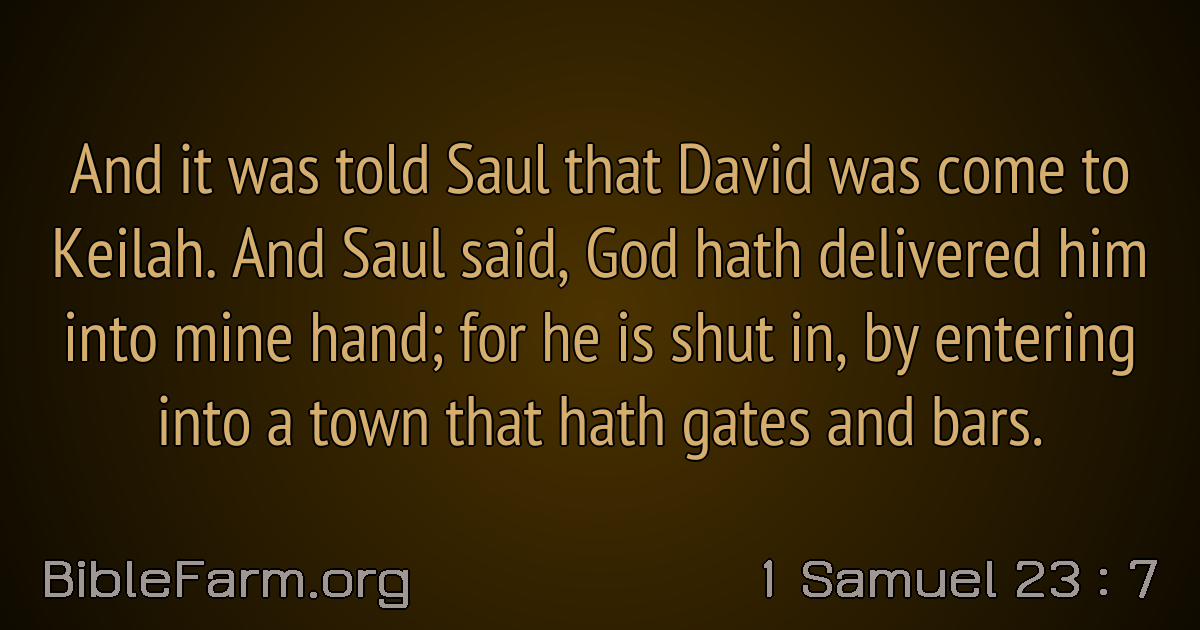 And it was told Saul that David was come to
Keilah. And Saul said, God hath delivered him
into mine hand; for he is shut in, by entering
into a town that hath gates and bars.
BibleFarm.org
1 Samuel 23 : 7